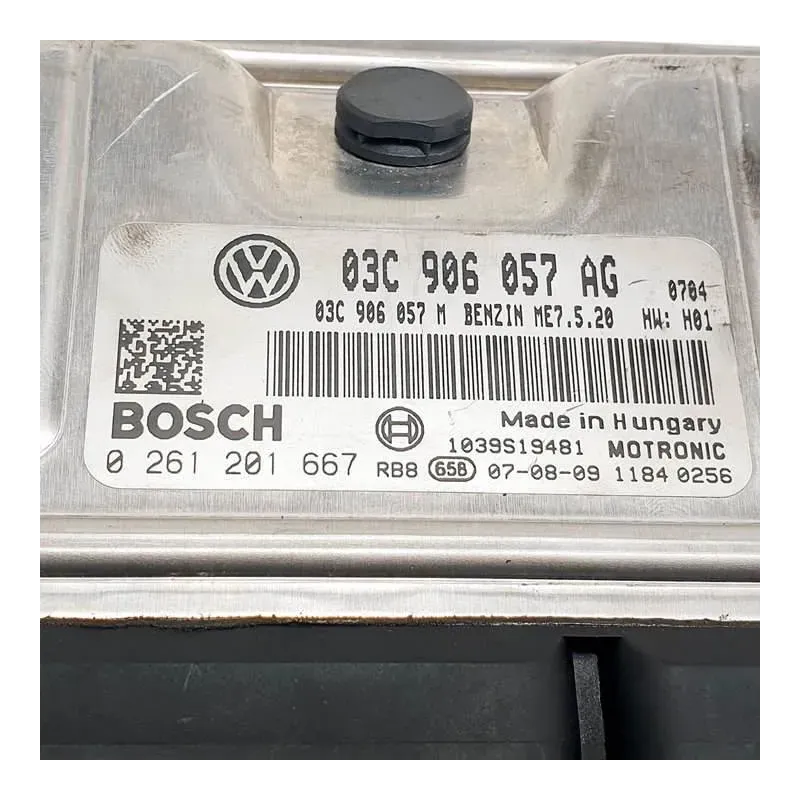 03C 906 057 AG 0704
03C 906 057 M BENZIN ME7.5.20 HW: H01
BOSCH Made in Hungary
1039S19481 MOTRONIC
0 261 201 667 RB8 65B 07-08-09 1184 0256